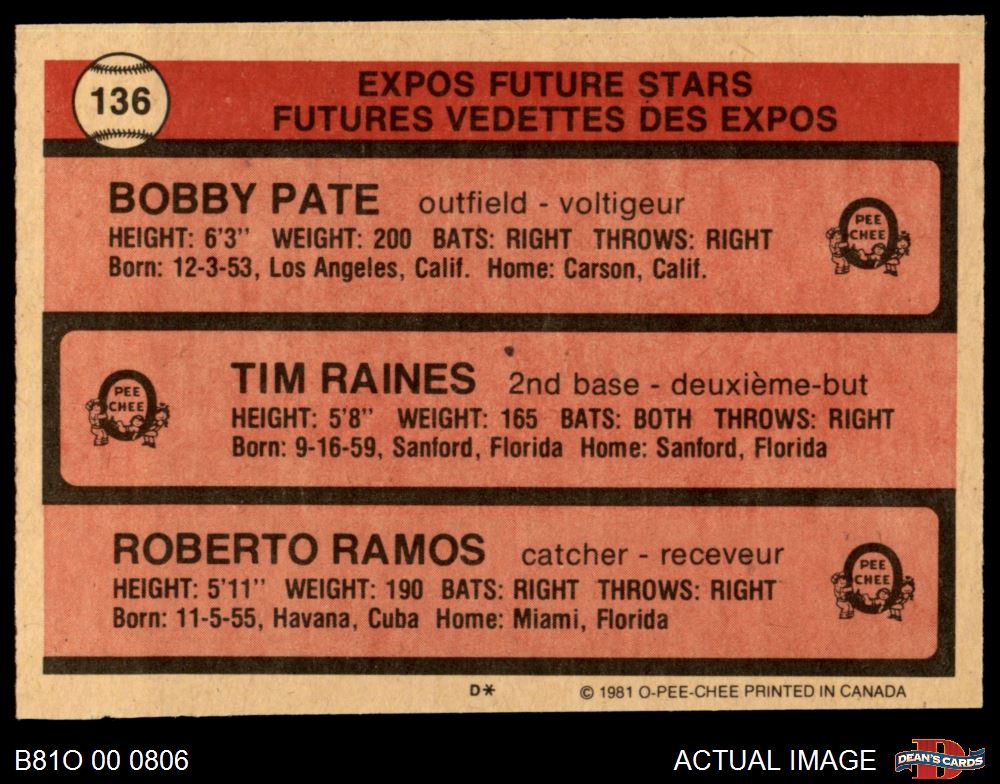 136
EXPOS FUTURE STARS
FUTURES VEDETTES DES EXPOS
BOBBY PATE outfield - voltigeur
HEIGHT: 6'3'' WEIGHT: 200 BATS: RIGHT THROWS: RIGHT
Born: 12-3-53, Los Angeles, Calif. Home: Carson, Calif.
PEE
CHEE
TIM RAINES 2nd base - deuxième-but
HEIGHT: 5'8'' WEIGHT: 165 BATS: BOTH THROWS: RIGHT
Born: 9-16-59, Sanford, Florida Home: Sanford, Florida
PEE
CHEE
ROBERTO RAMOS catcher - receveur
HEIGHT: 5'11'' WEIGHT: 190 BATS: RIGHT THROWS: RIGHT
Born: 11-5-55, Havana, Cuba Home: Miami, Florida
PEE
CHEE
D* © 1981 O-PEE-CHEE PRINTED IN CANADA
B81O 00 0806 ACTUAL IMAGE
DEAN'S CARDS